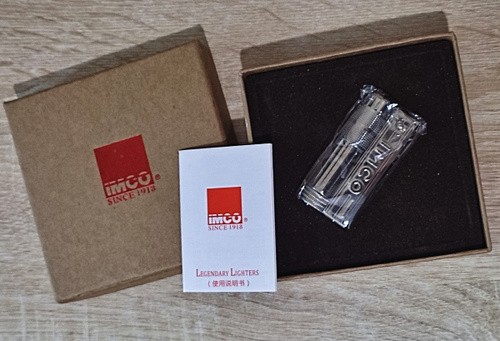 IMCO®
SINCE 1918
IMCO®
SINCE 1918
LEGENDARY LIGHTERS
(使用说明书)
IMCO